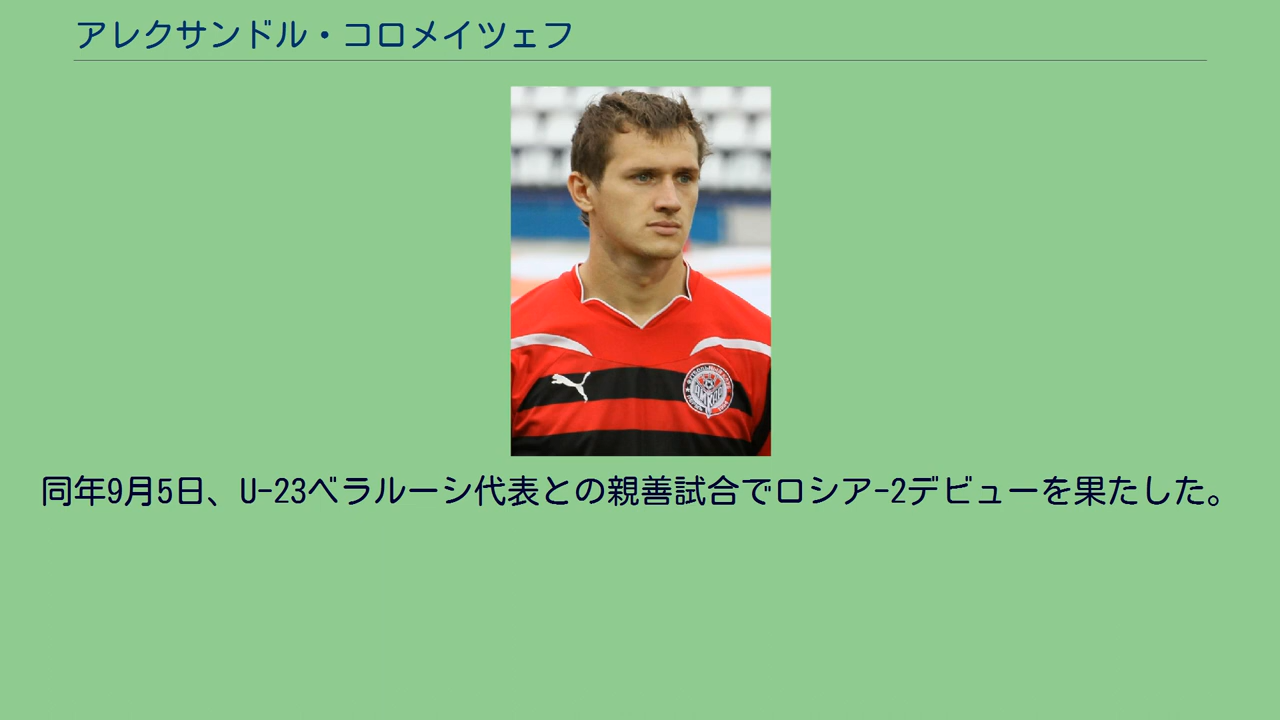 アレクサンドル・コロメイツェフ
同年9月5日、U-23ベラルーシ代表との親善試合でロシア-2デビューを果たした。